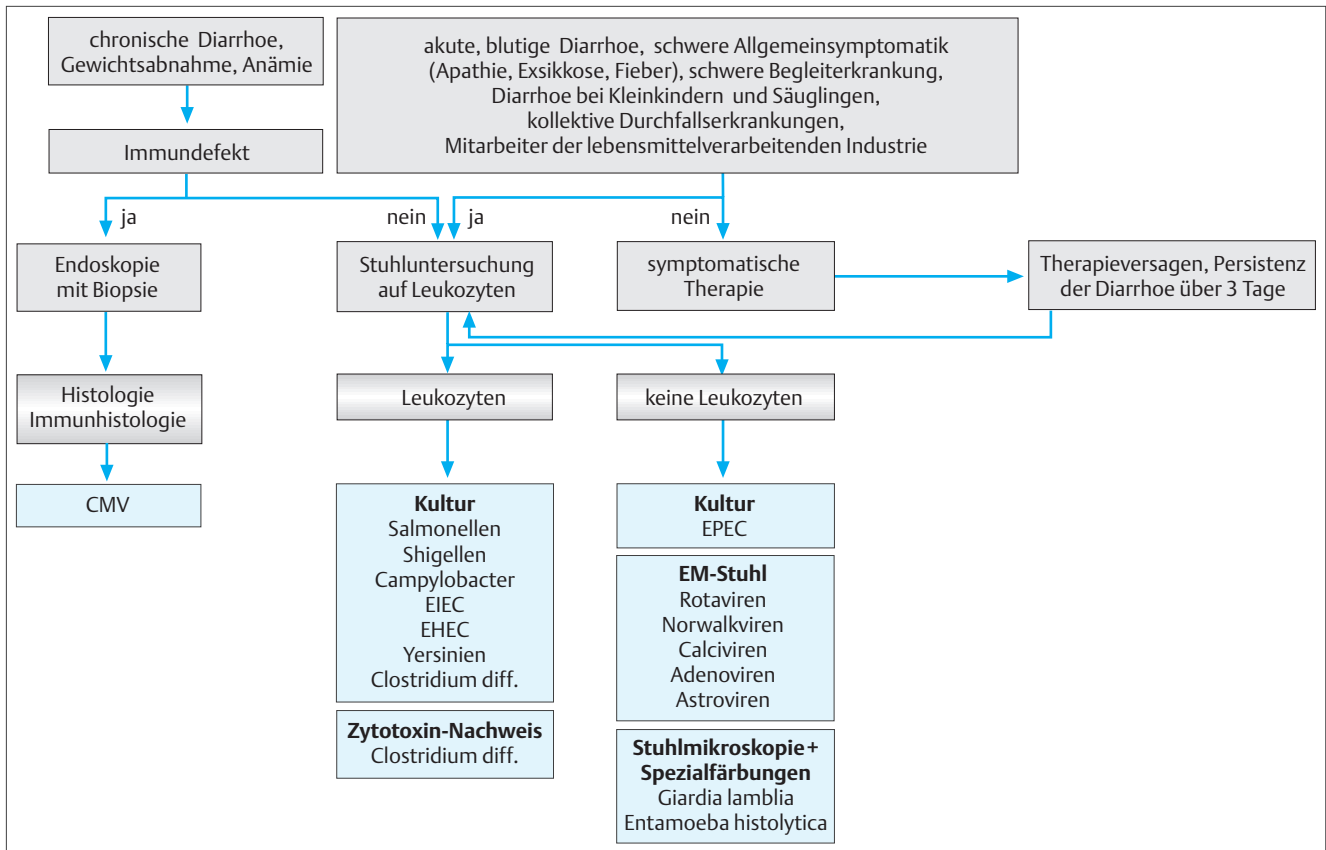 chronische Diarrhoe,
Gewichtsabnahme, Anämie
akute, blutige Diarrhoe, schwere Allgemeinsymptomatik
(Apathie, Exsikkose, Fieber), schwere Begleiterkrankung,
Diarrhoe bei Kleinkindern und Säuglingen,
kollektive Durchfallserkrankungen,
Mitarbeiter der lebensmittelverarbeitenden Industrie
Immundefekt
ja
nein
ja
nein
Endoskopie
mit Biopsie
Stuhluntersuchung
auf Leukozyten
symptomatische
Therapie
Therapieversagen, Persistenz
der Diarrhoe über 3 Tage
Histologie
Immunhistologie
Leukozyten
keine Leukozyten
CMV
Kultur
Salmonellen
Shigellen
Campylobacter
EIEC
EHEC
Yersinien
Clostridium diff.
Zytotoxin-Nachweis
Clostridium diff.
Kultur
EPEC
EM-Stuhl
Rotaviren
Norwalkviren
Calciviren
Adenoviren
Astroviren
Stuhlmikroskopie+
Spezialfärbungen
Giardia lamblia
Entamoeba histolytica